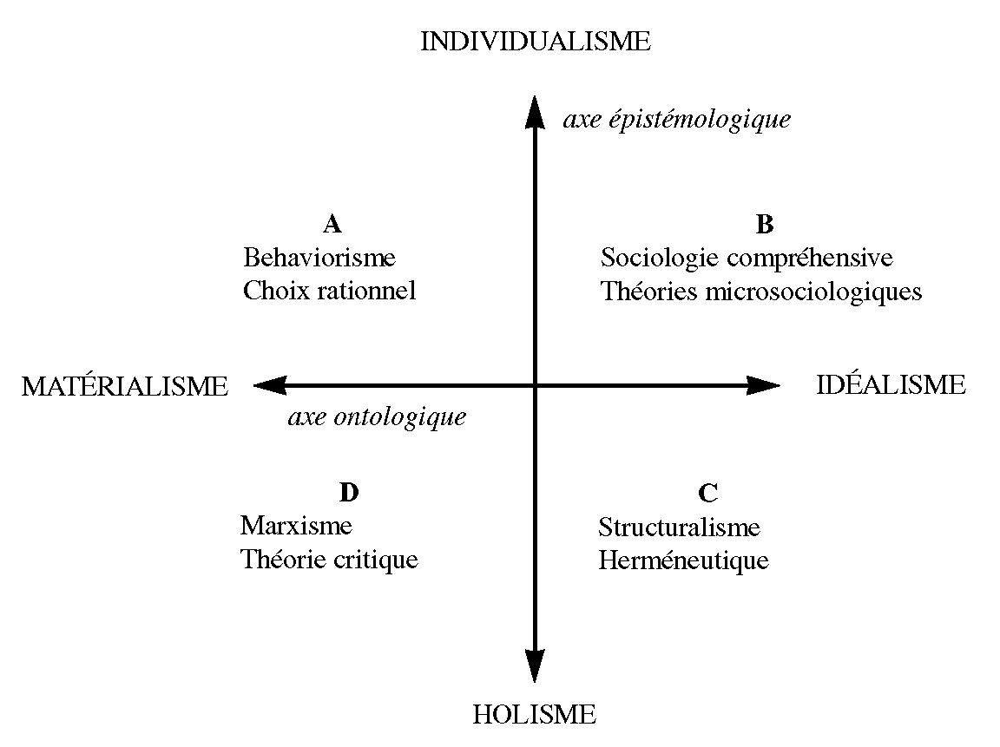 INDIVIDUALISME
axe épistémologique
A
Behaviorisme
Choix rationnel
B
Sociologie compréhensive
Théories microsociologiques
MATÉRIALISME
IDÉALISME
axe ontologique
D
Marxisme
Théorie critique
C
Structuralisme
Herméneutique
HOLISME